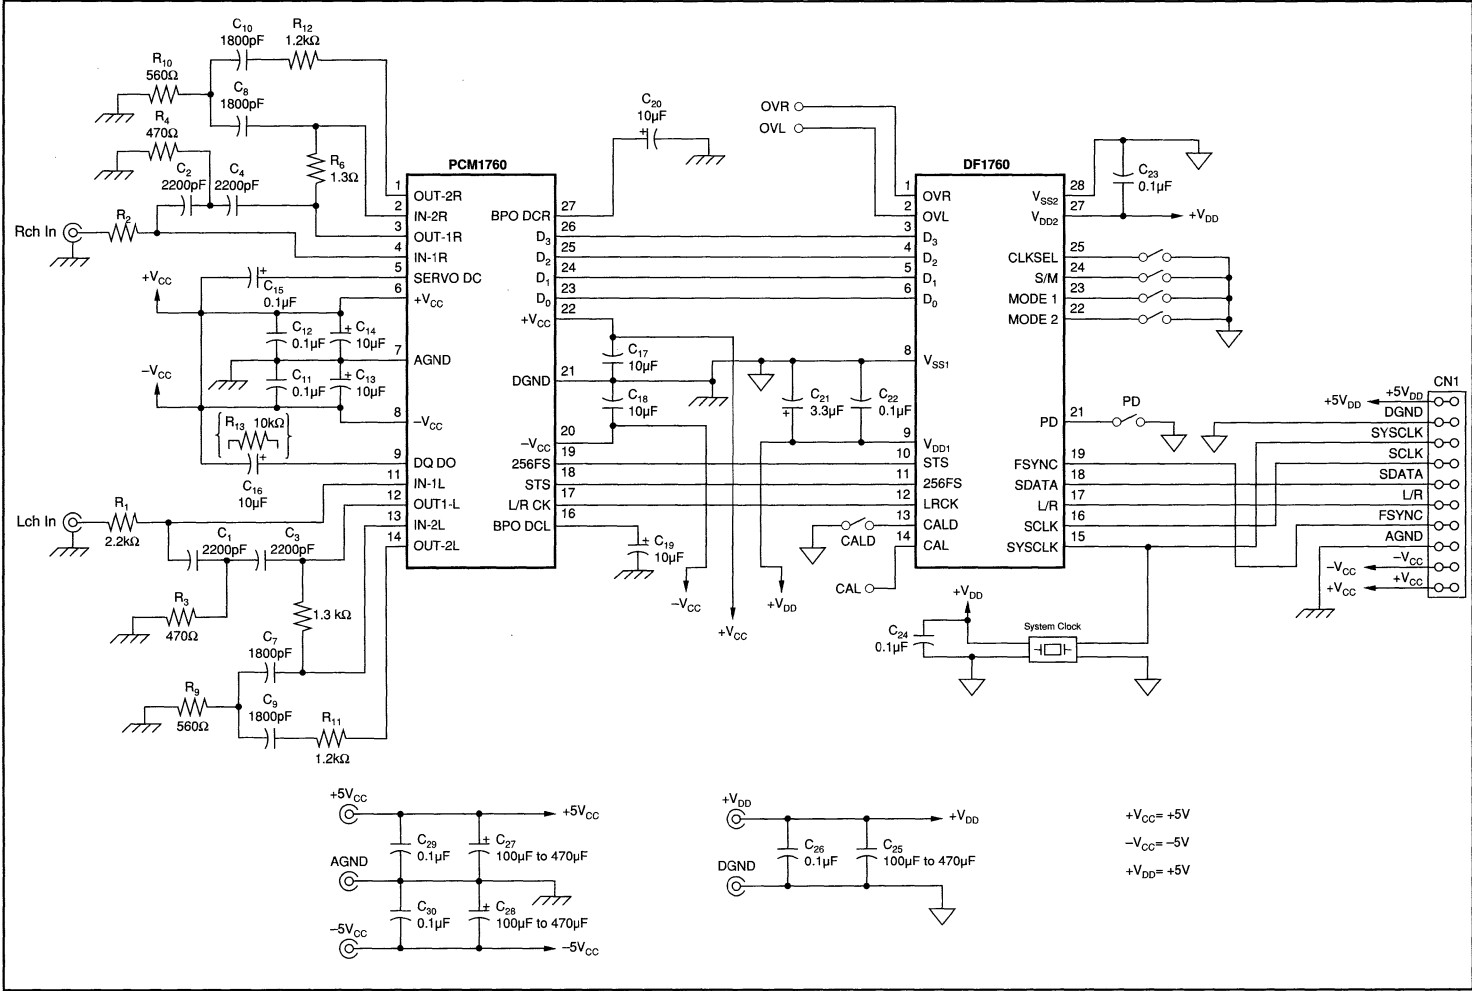 C10
1800pF
R12
1.2kΩ
R10
560Ω
C8
1800pF
R4
470Ω
C2
2200pF
C4
2200pF
R6
1.3Ω
R2
Rch In
+VCC
C15
0.1µF
C12
0.1µF
C14
10µF
C11
0.1µF
C13
10µF
−VCC
R13 10kΩ
C16
10µF
R1
2.2kΩ
Lch In
C1
2200pF
C3
2200pF
R3
470Ω
1.3 kΩ
C7
1800pF
R9
560Ω
C9
1800pF
R11
1.2kΩ
PCM1760
1 OUT-2R
2 IN-2R
3 OUT-1R
4 IN-1R
5 SERVO DC
6 +VCC
7 AGND
8 −VCC
9 DQ DO
11 IN-1L
12 OUT1-L
13 IN-2L
14 OUT-2L
BPO DCR 27
D3 26
D2 25
D1 24
D0 23
+VCC 22
DGND 21
−VCC 20
256FS 19
STS 18
L/R CK 17
BPO DCL 16
C20
10µF
+
C17
10µF
C18
10µF
C19
10µF
+
−VCC
+VCC
+VDD
C21
3.3µF
+
C22
0.1µF
OVR
OVL
CALD
CAL
DF1760
1 OVR
2 OVL
3 D3
4 D2
5 D1
6 D0
8 VSS1
9 VDD1
10 STS
11 256FS
12 LRCK
13 CALD
14 CAL
VSS2 28
VDD2 27
CLKSEL 25
S/M 24
MODE 1 23
MODE 2 22
PD 21
FSYNC 19
SDATA 18
L/R 17
SCLK 16
SYSCLK 15
C23
0.1µF
+VDD
PD
CN1
+5VDD
+5VDD
DGND
SYSCLK
SCLK
SDATA
L/R
FSYNC
AGND
−VCC
−VCC
+VCC
+VCC
+VDD
C24
0.1µF
System Clock
+5VCC
+5VCC
C29
0.1µF
+ C27
100µF to 470µF
AGND
C30
0.1µF
+ C28
100µF to 470µF
−5VCC
−5VCC
+VDD
+VDD
C26
0.1µF
C25
100µF to 470µF
DGND
+VCC= +5V
−VCC= −5V
+VDD= +5V